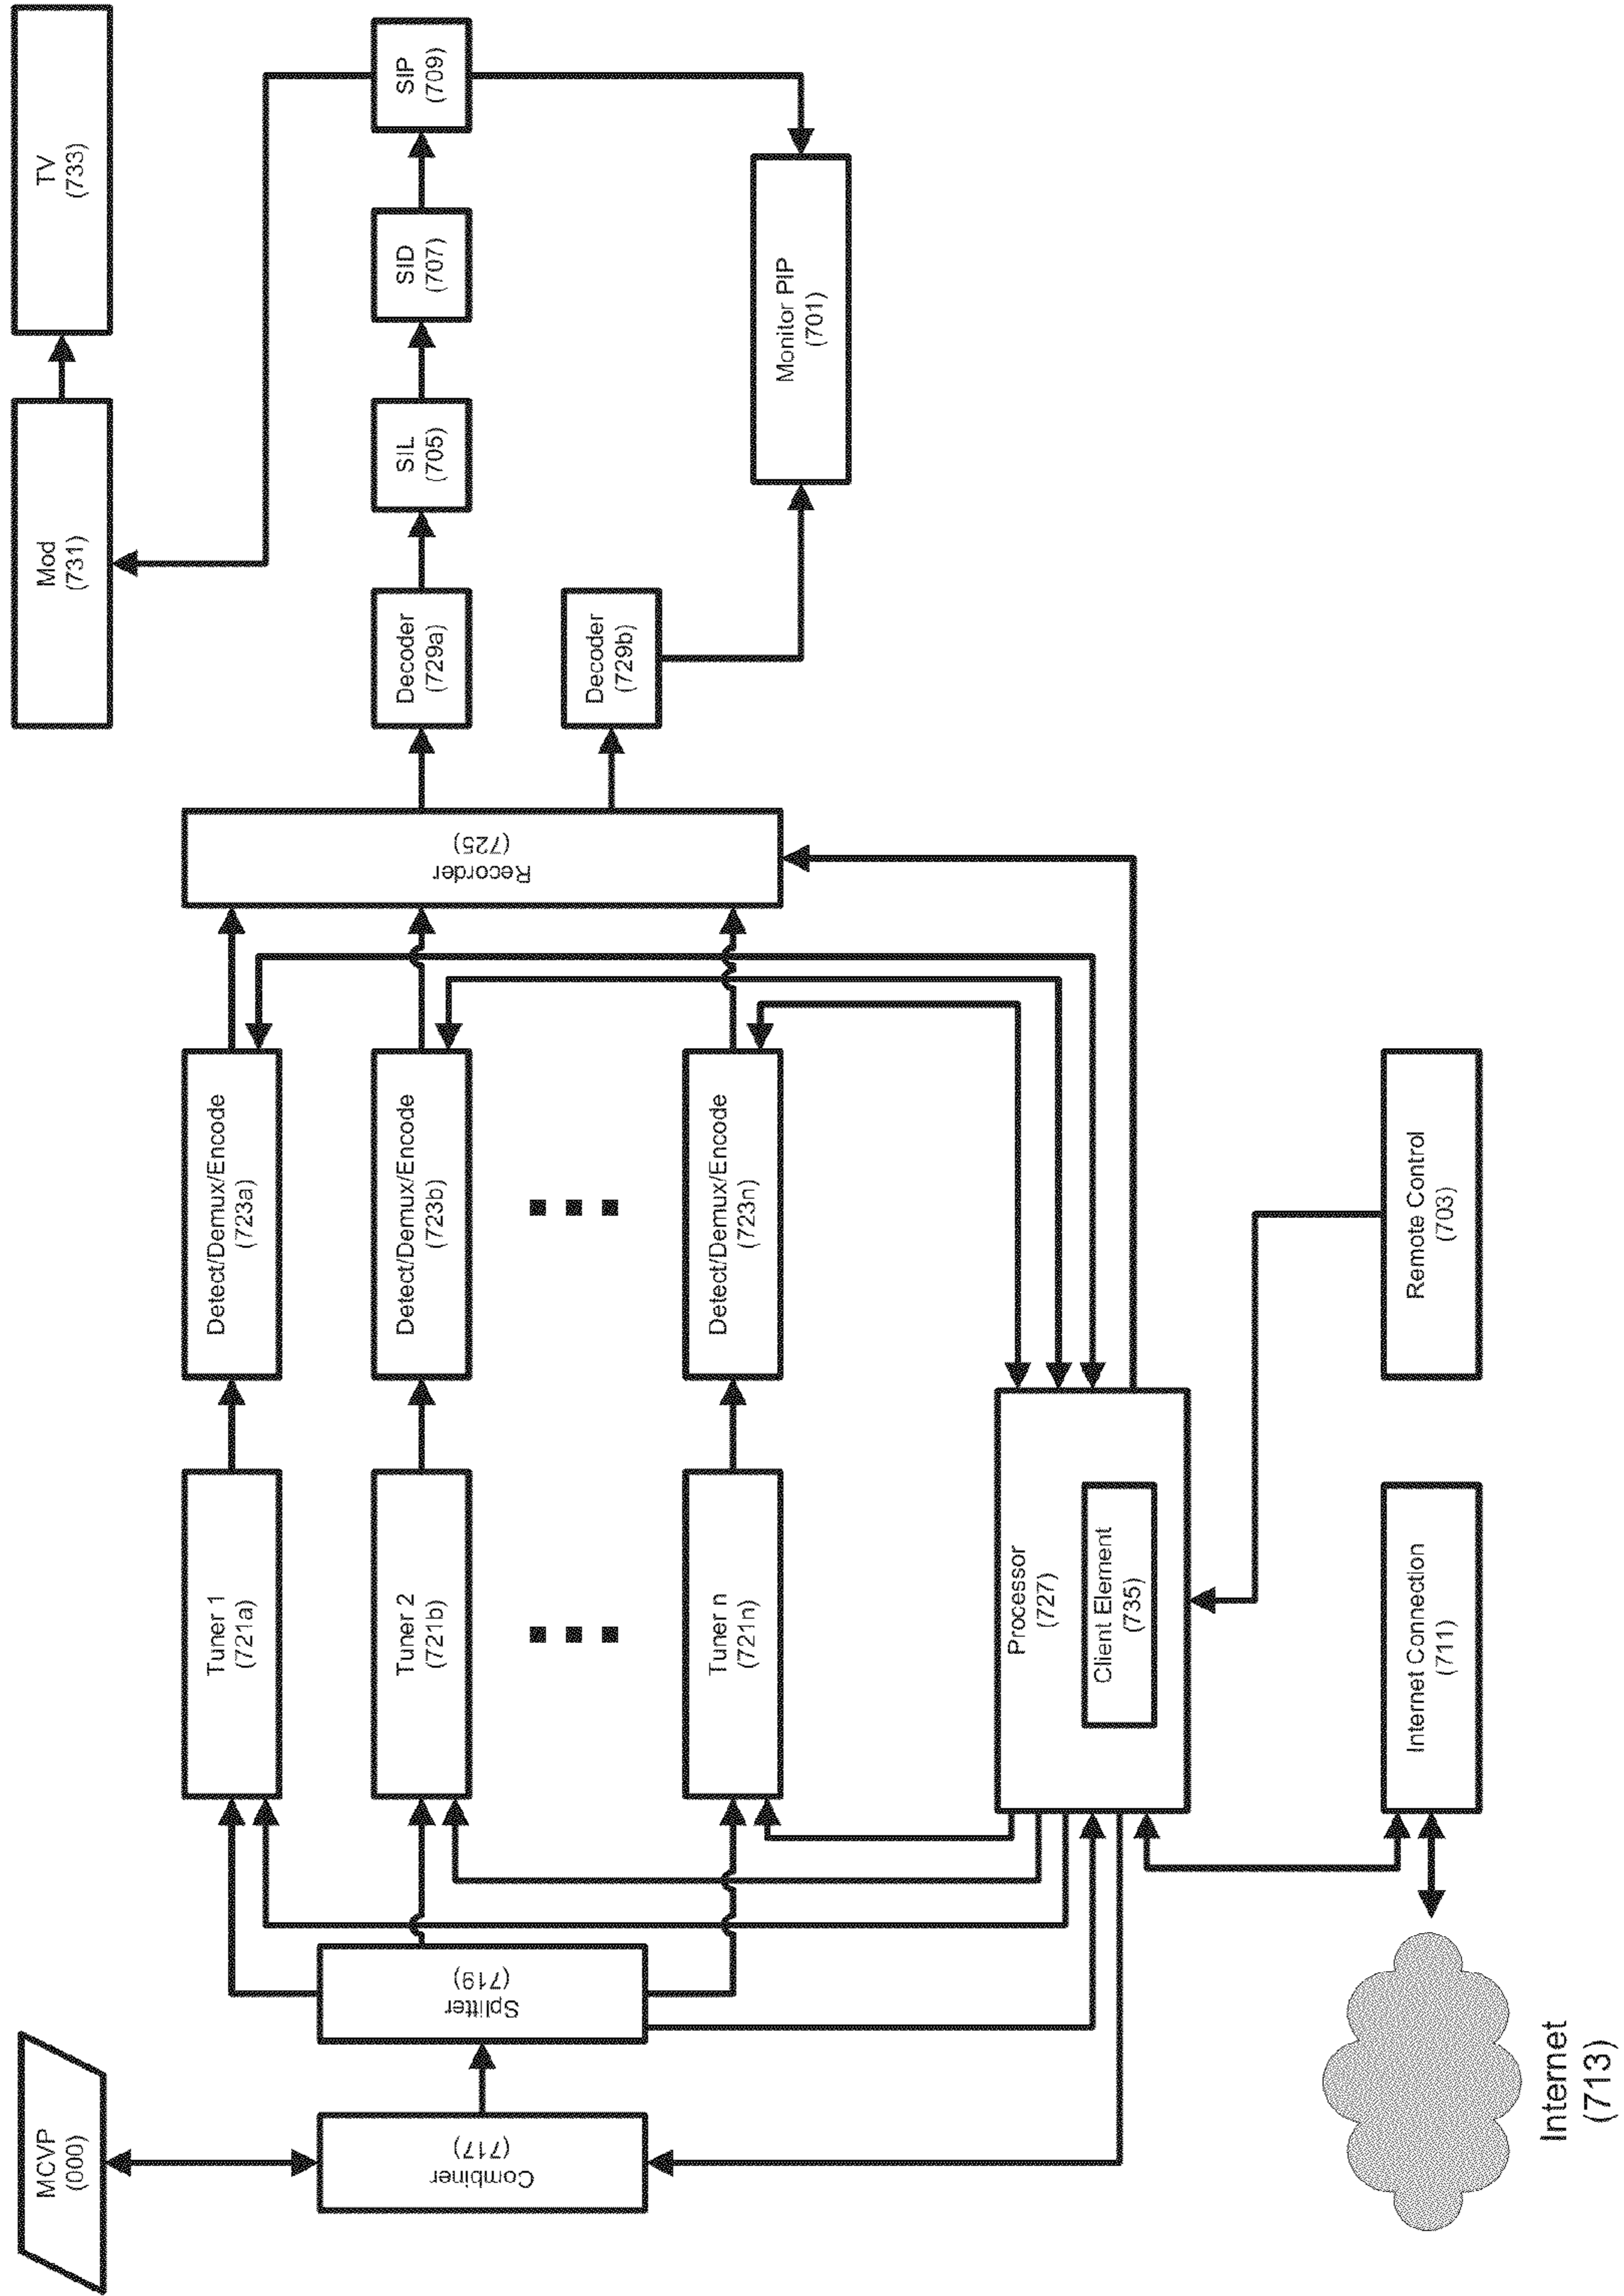 MCVP
(000)
Combiner
(717)
Splitter
(719)
Tuner 1
(721a)
Tuner 2
(721b)
Tuner n
(721n)
Detect/Demux/Encode
(723a)
Detect/Demux/Encode
(723b)
Detect/Demux/Encode
(723n)
Recorder
(725)
Processor
(727)
Client Element
(735)
Internet Connection
(711)
Remote Control
(703)
Internet
(713)
Decoder
(729a)
Decoder
(729b)
SIL
(705)
SID
(707)
SIP
(709)
Monitor PIP
(701)
Mod
(731)
TV
(733)